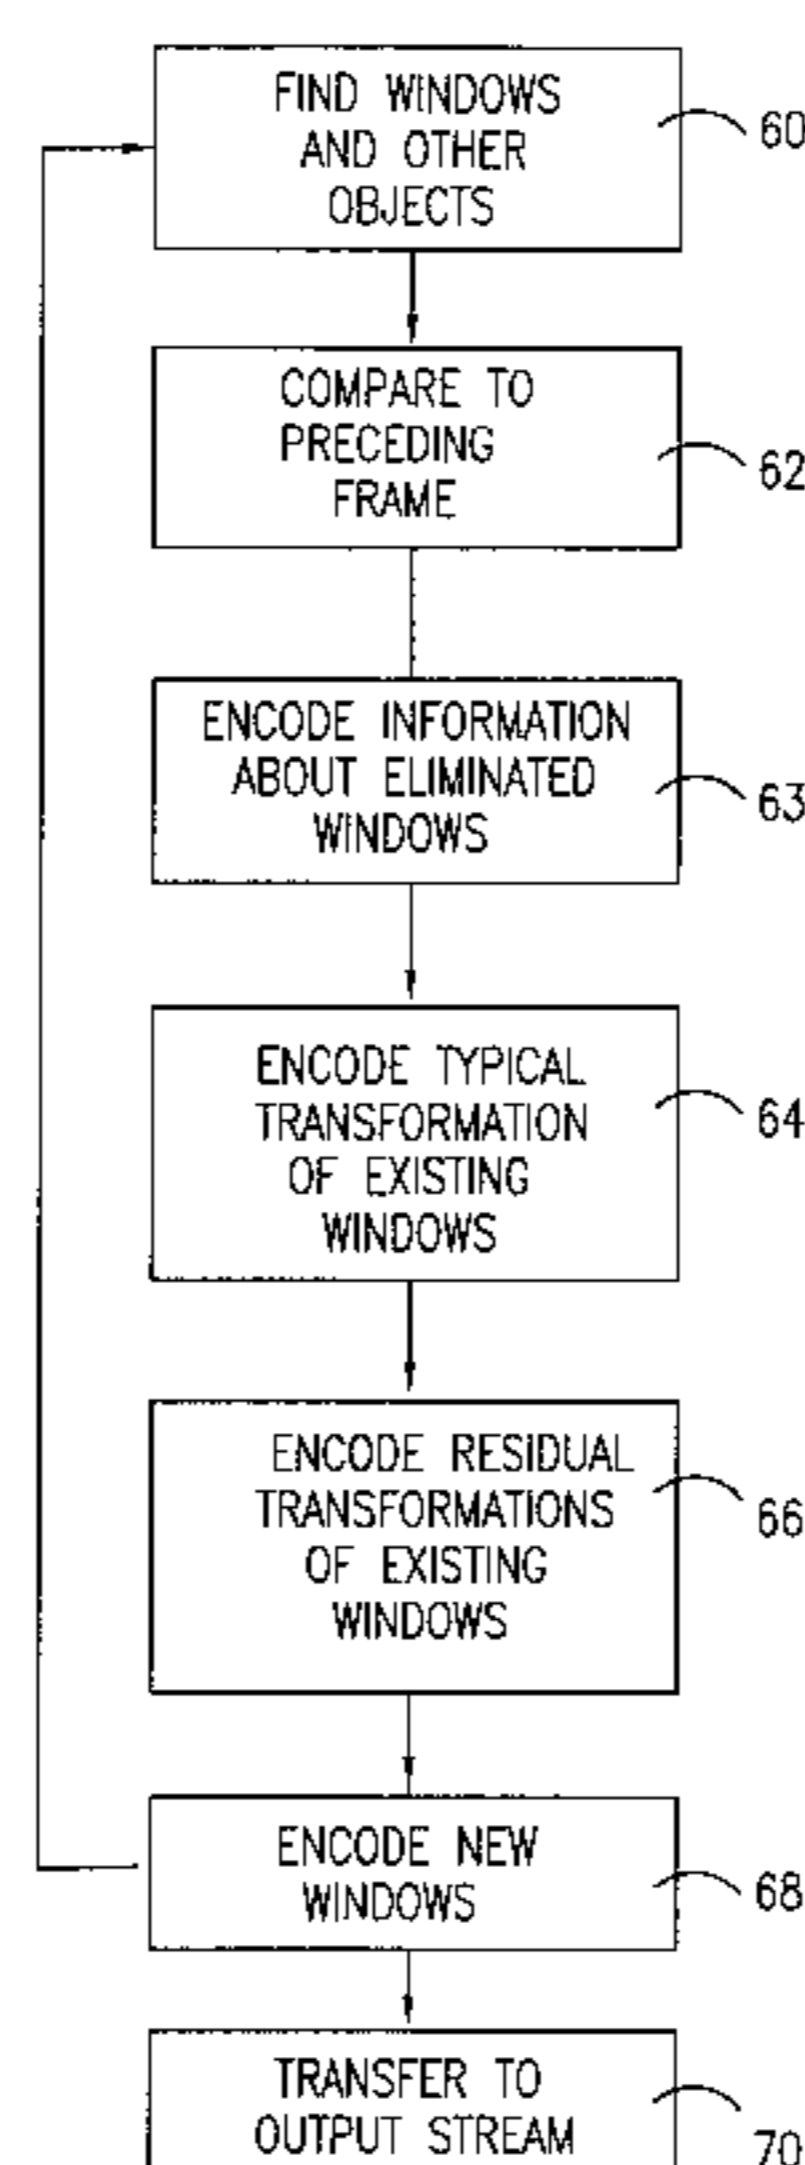 FIND WINDOWS
AND OTHER
OBJECTS
60
COMPARE TO
PRECEDING
FRAME
62
ENCODE INFORMATION
ABOUT ELIMINATED
WINDOWS
63
ENCODE TYPICAL
TRANSFORMATION
OF EXISTING
WINDOWS
64
ENCODE RESIDUAL
TRANSFORMATIONS
OF EXISTING
WINDOWS
66
ENCODE NEW
WINDOWS
68
TRANSFER TO
OUTPUT STREAM
70